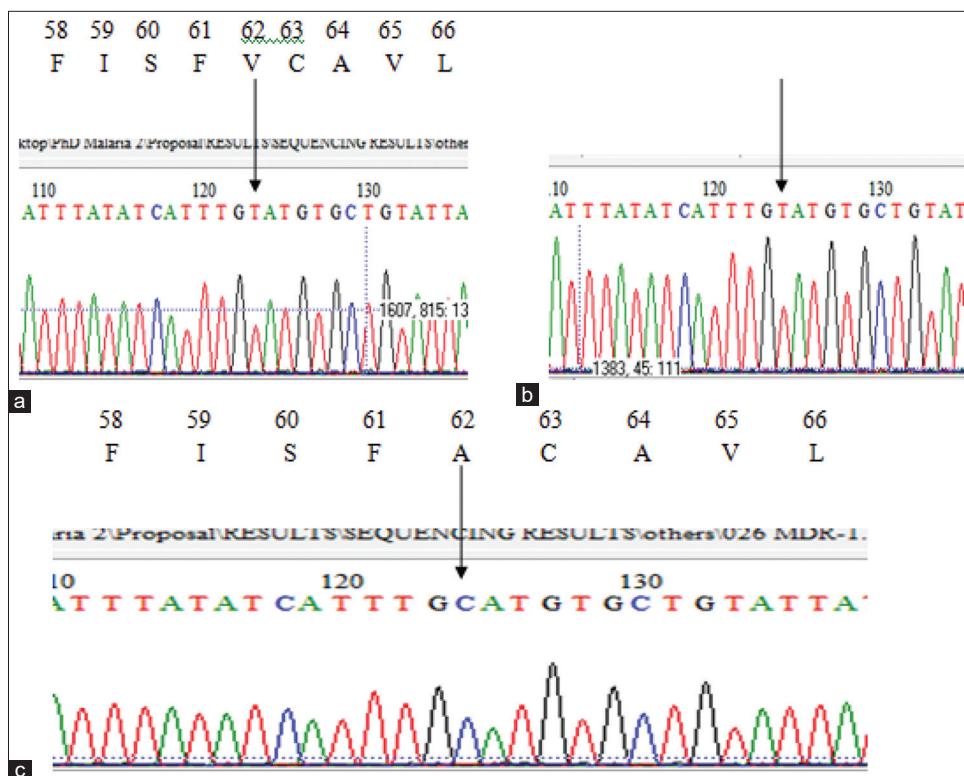 58 59 60 61 62 63 64 65 66
F I S F V C A V L
ktop\PhD Malaria 2\Proposal\RESULTS\SEQUENCING RESULTS\othe
110 120 130
ATTTATATCATTTGTATGTGCTGTATTA
1607, 815: 13
a
.10 120 130
ATTTATATCATTTGTATGTGCTGTAT
1383, 45: 111
b
58 59 60 61 62 63 64 65 66
F I S F A C A V L
ria 2\Proposal\RESULTS\SEQUENCING RESULTS\others\026 MDR-1.
10 120 130
ATTTATATCATTTGCATGTGCTGTATTA
c